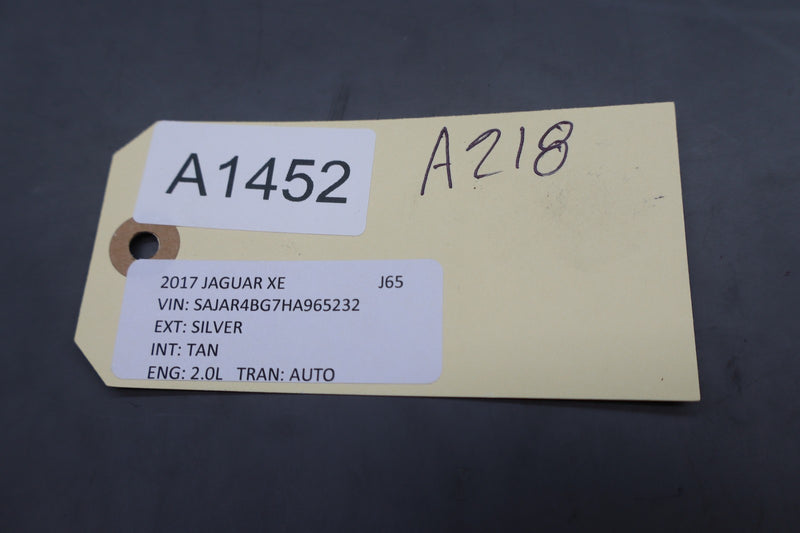 A1452
A218
2017 JAGUAR XE J65
VIN: SAJAR4BG7HA965232
EXT: SILVER
INT: TAN
ENG: 2.0L TRAN: AUTO